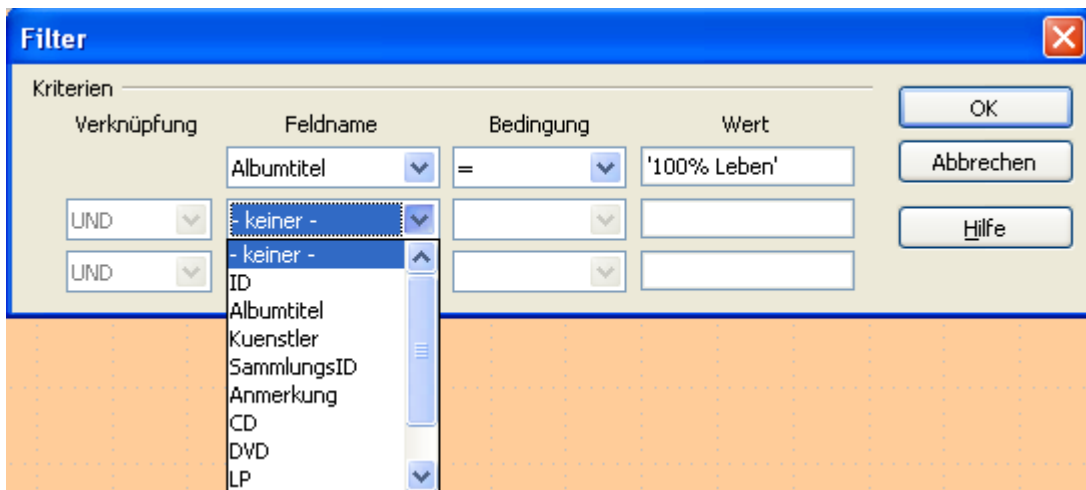 Filter
Kriterien
Verknüpfung Feldname Bedingung Wert
OK
Albumtitel = '100% Leben'
Abbrechen
UND - keiner -
Hilfe
UND
- keiner -
ID
Albumtitel
Kuenstler
SammlungsID
Anmerkung
CD
DVD
LP